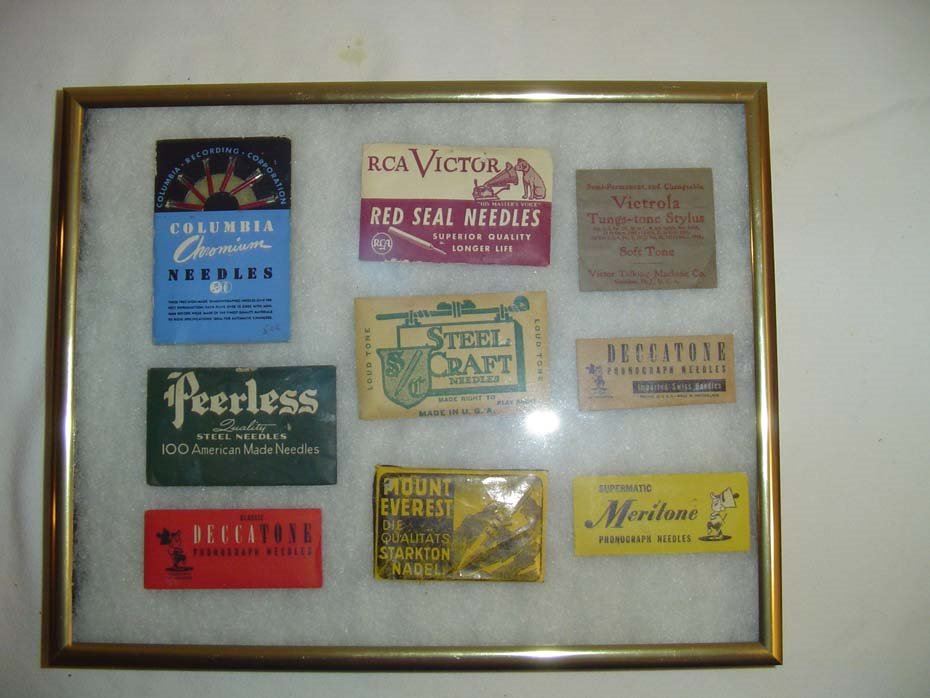 COLUMBIA • RECORDING • CORPORATION
COLUMBIA
Chromium
NEEDLES
RCA VICTOR
"HIS MASTER'S VOICE"
RED SEAL NEEDLES
SUPERIOR QUALITY
LONGER LIFE
RCA
Semi-Permanent and Changeable
Victrola
Tungs-tone Stylus
Soft Tone
Victor Talking Machine Co.
Camden, N.J., U.S.A.
LOUD TONE
STEEL
CRAFT
NEEDLES
S C
LOUD TONE
MADE RIGHT TO PLAY RIGHT
MADE IN U.S.A.
DECCATONE
PHONOGRAPH NEEDLES
Imported Swiss Needles
Peerless
Quality
STEEL NEEDLES
100 American Made Needles
CLASSIC
DECCATONE
PHONOGRAPH NEEDLES
MOUNT
EVEREST
DIE
QUALITÄTS
STARKTON
NADEL
SUPERMATIC
Meritone
PHONOGRAPH NEEDLES